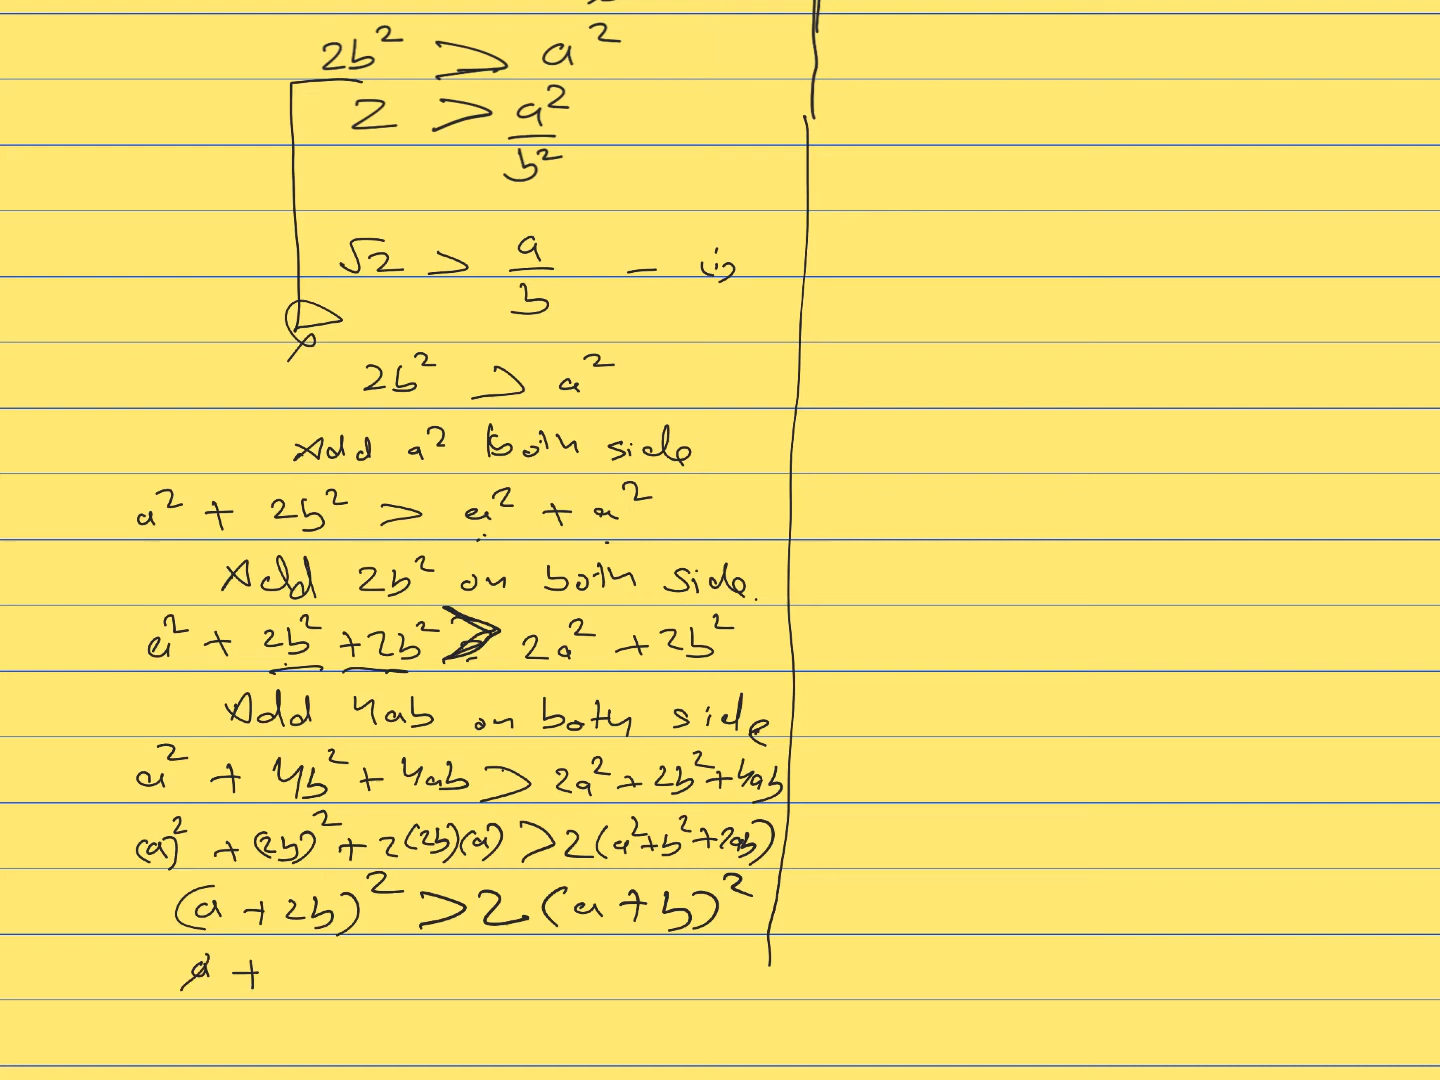 2b² > a²
2 > a²/b²
√2 > a/b - (i)
2b² > a²
Add a² both side
a² + 2b² > a² + a²
Add 2b² on both side.
a² + 2b² + 2b² > 2a² + 2b²
Add 4ab on both side
a² + 4b² + 4ab > 2a² + 2b² + 4ab
(a)² + (2b)² + 2(2b)(a) > 2(a² + b² + 2ab)
(a + 2b)² > 2(a + b)²
a +